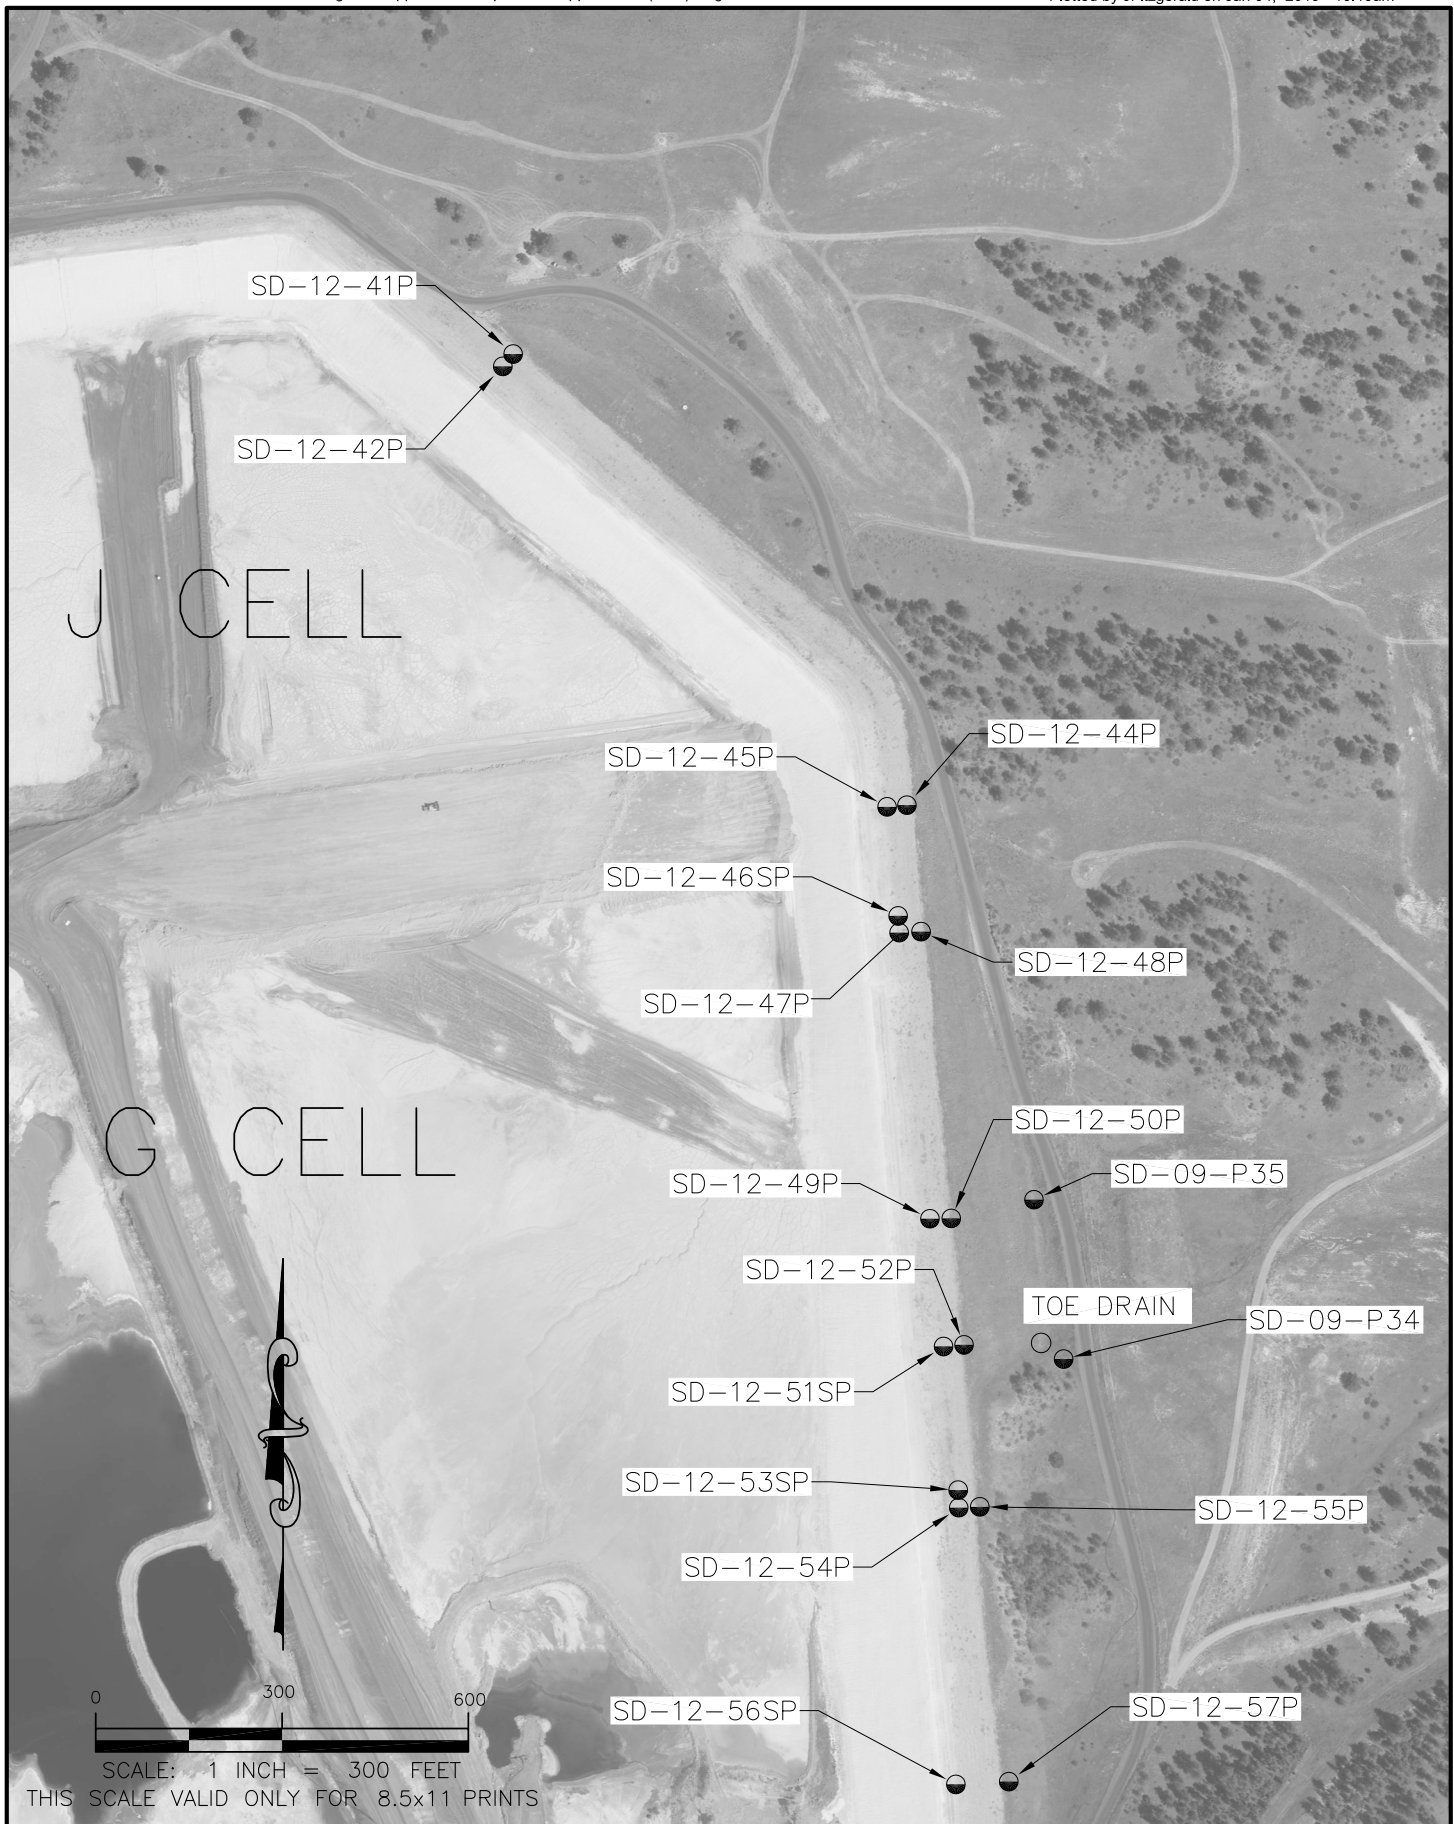 SD-12-41P
SD-12-42P
J CELL
SD-12-44P
SD-12-45P
SD-12-46SP
SD-12-48P
SD-12-47P
G CELL
SD-12-50P
SD-09-P35
SD-12-49P
SD-12-52P
TOE DRAIN
SD-09-P34
SD-12-51SP
SD-12-53SP
SD-12-55P
SD-12-54P
SD-12-56SP
SD-12-57P
0 300 600
SCALE: 1 INCH = 300 FEET
THIS SCALE VALID ONLY FOR 8.5x11 PRINTS